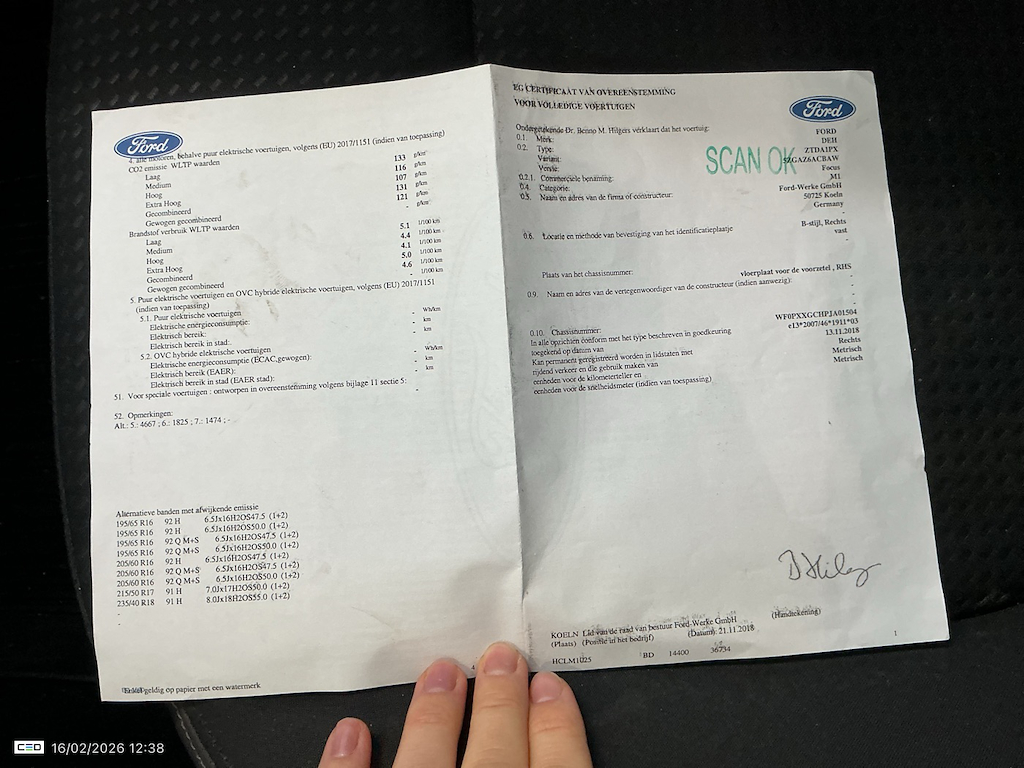 Ford
4. alle motoren, behalve puur elektrische voertuigen, volgens (EU) 2017/1151 (indien van toepassing)
CO2 emissie WLTP waarden
Laag 133 g/km
Medium 116 g/km
Hoog 107 g/km
Extra Hoog 131 g/km
Gecombineerd 121 g/km
Gewogen gecombineerd - g/km
Brandstof verbruik WLTP waarden
Laag 5.1 l/100 km
Medium 4.4 l/100 km
Hoog 4.1 l/100 km
Extra Hoog 5.0 l/100 km
Gecombineerd 4.6 l/100 km
Gewogen gecombineerd - l/100 km
5. Puur elektrische voertuigen en OVC hybride elektrische voertuigen, volgens (EU) 2017/1151
(indien van toepassing)
5.1. Puur elektrische voertuigen
Elektrische energieconsumptie: - Wh/km
Elektrisch bereik: - km
Elektrisch bereik in stad:. - km
5.2. OVC hybride elektrische voertuigen
Elektrische energieconsumptie (ECAC,gewogen): - Wh/km
Elektrisch bereik (EAER): - km
Elektrisch bereik in stad (EAER stad): - km
51. Voor speciale voertuigen : ontworpen in overeenstemming volgens bijlage 11 sectie 5: -
52. Opmerkingen:
Alt.: 5.: 4667 ; 6.: 1825 ; 7.: 1474 ; -
Alternatieve banden met afwijkende emissie
195/65 R16 92 H 6.5Jx16H2OS47.5 (1+2)
195/65 R16 92 H 6.5Jx16H2OS50.0 (1+2)
195/65 R16 92 Q M+S 6.5Jx16H2OS47.5 (1+2)
195/65 R16 92 Q M+S 6.5Jx16H2OS50.0 (1+2)
205/60 R16 92 H 6.5Jx16H2OS47.5 (1+2)
205/60 R16 92 Q M+S 6.5Jx16H2OS47.5 (1+2)
205/60 R16 92 Q M+S 6.5Jx16H2OS50.0 (1+2)
215/50 R17 91 H 7.0Jx17H2OS50.0 (1+2)
235/40 R18 91 H 8.0Jx18H2OS55.0 (1+2)
-
-
4
geldig op papier met een watermerk
EG CERTIFICAAT VAN OVEREENSTEMMING
VOOR VOLLEDIGE VOERTUIGEN
Ford
Ondergetekende Dr. Benno M. Hilgers verklaart dat het voertuig:
0.1. Merk: FORD
0.2. Type: DEH
Variant: ZTDA1PX
Versie: 5ZGAZ6ACBAW
SCAN OK
0.2.1. Commerciele benaming: Focus
0.4. Categorie: M1
0.5. Naam en adres van de firma of constructeur: Ford-Werke GmbH
50725 Koeln
Germany
-
0.6. Locatie en methode van bevestiging van het identificatieplaatje B-stijl, Rechts
vast
-
Plaats van het chassisnummer: vloerplaat voor de voorzetel , RHS
0.9. Naam en adres van de vertegenwoordiger van de constructeur (indien aanwezig): -
-
-
0.10. Chassisnummer: WF0PXXGCHPJA01504
In alle opzichten conform met het type beschreven in goedkeuring e13*2007/46*1911*03
toegekend op datum van 13.11.2018
Kan permanent geregistreerd worden in lidstaten met Rechts
rijdend verkeer en die gebruik maken van Metrisch
eenheden voor de kilometerteller en Metrisch
eenheden voor de snelheidsmeter (indien van toepassing)
KOELN Lid van de raad van bestuur Ford-Werke GmbH
(Plaats) (Positie in het bedrijf) (Datum) 21.11.2018 (Handtekening)
HCLM1U25 BD 14400 36734
1
CEO 16/02/2026 12:38